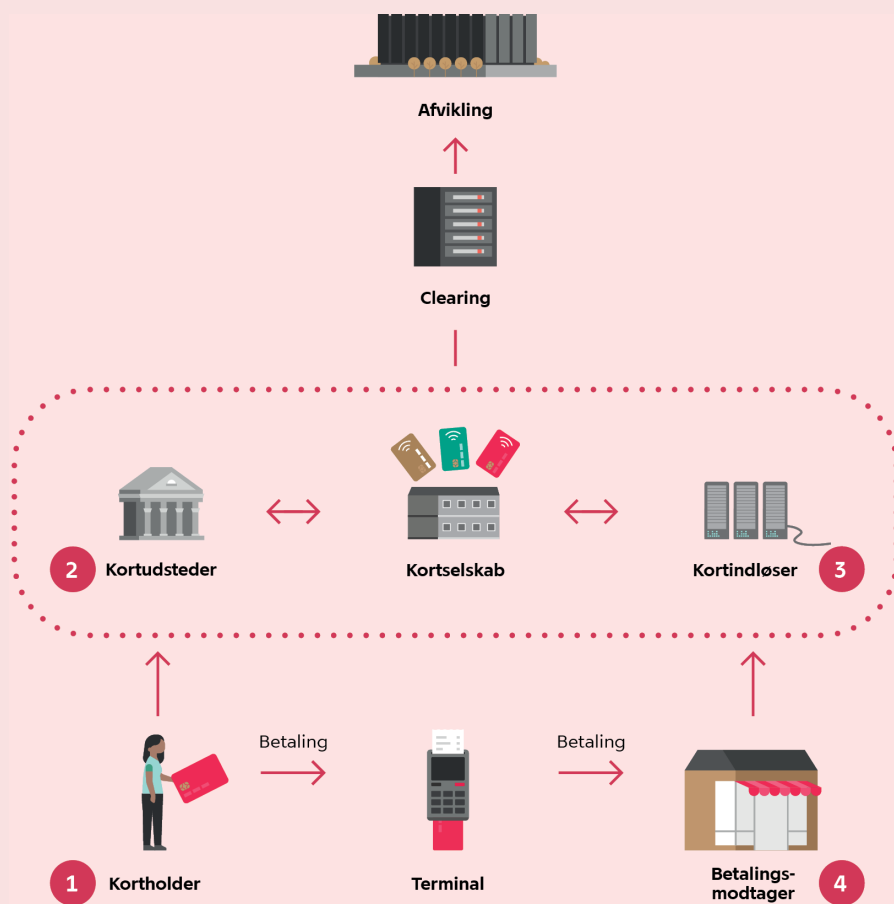 Afvikling
Clearing
2 Kortudsteder
Kortselskab
Kortindløser 3
Betaling
Betaling
1 Kortholder
Terminal
Betalings-
modtager 4